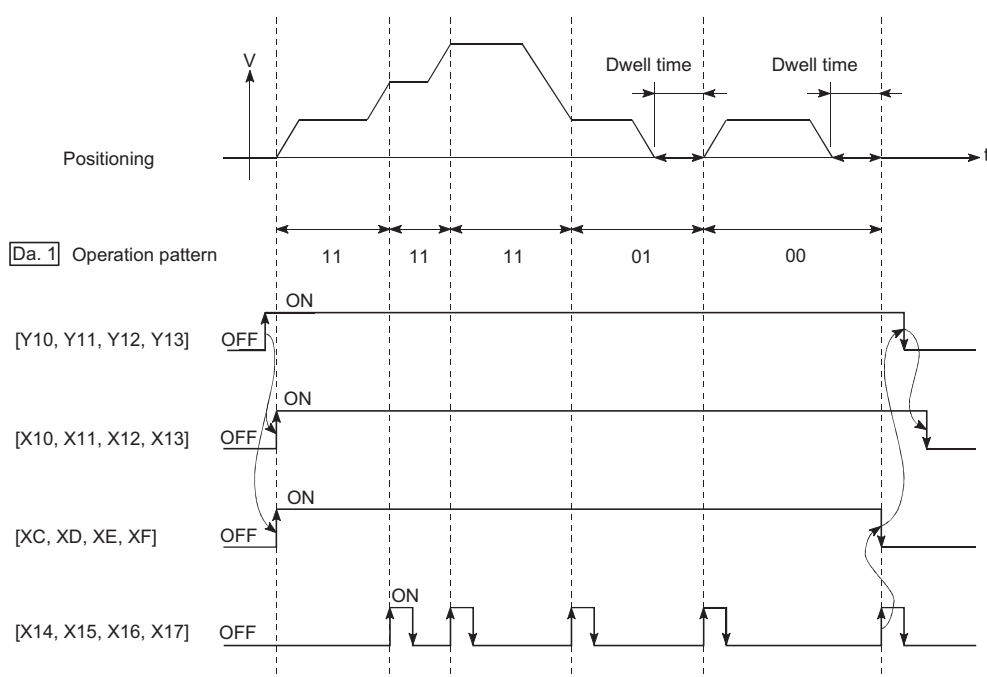 V
Dwell time
Dwell time
Positioning
t
Da. 1 Operation pattern
11
11
11
01
00
ON
[Y10, Y11, Y12, Y13] OFF
ON
[X10, X11, X12, X13] OFF
ON
[XC, XD, XE, XF] OFF
ON
[X14, X15, X16, X17] OFF